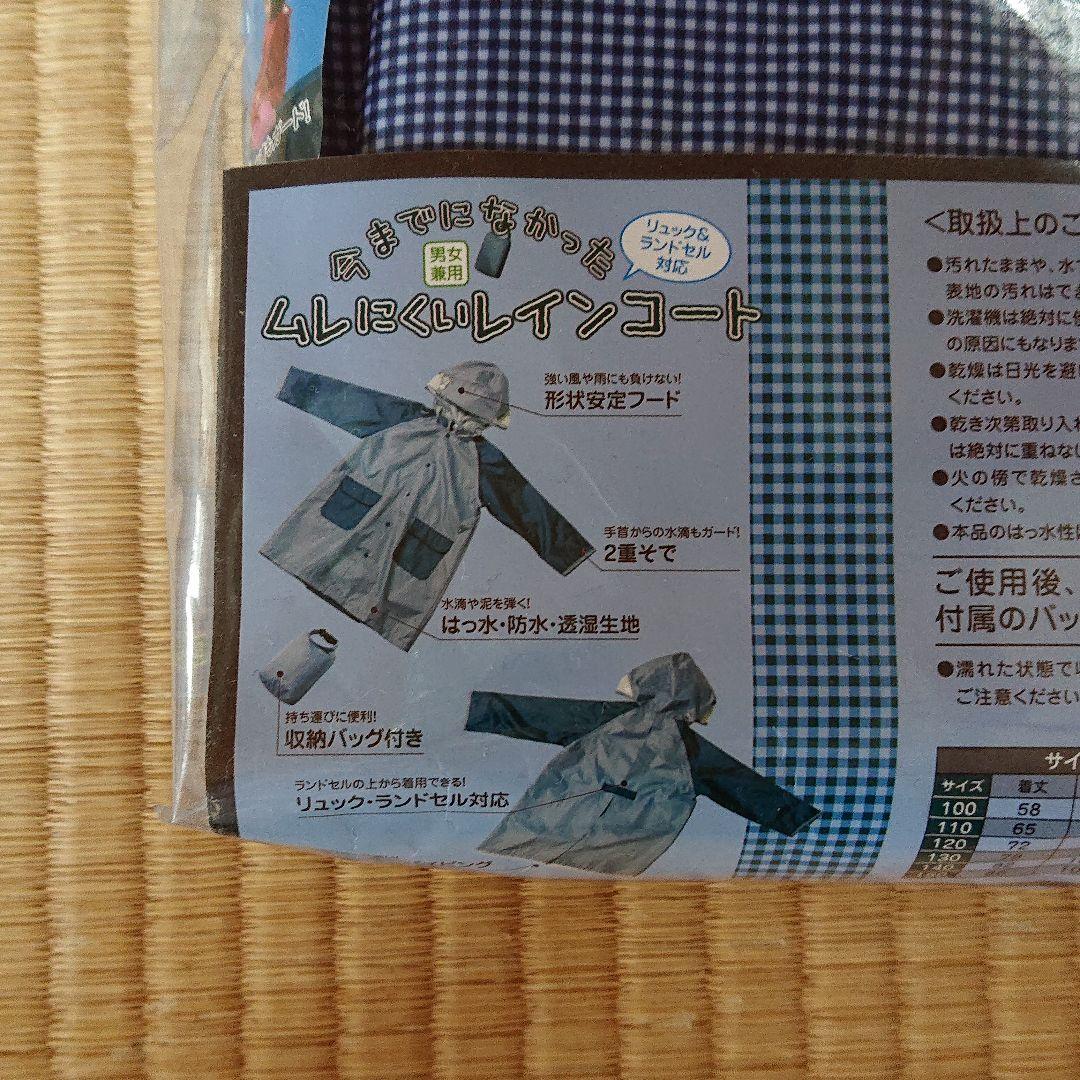 今までになかった
男女
兼用
リュック&
ランドセル
対応
ムレにくいレインコート
強い風や雨にも負けない!
形状安定フード
手首からの水滴もガード!
2重そで
水滴や泥を弾く!
はっ水・防水・透湿生地
持ち運びに便利!
収納バッグ付き
ランドセルの上から着用できる!
リュック・ランドセル対応
<取扱上のご
●汚れたままや、水
表地の汚れはでき
●洗濯機は絶対に使
の原因にもなりま
●乾燥は日光を避
ください。
●乾き次第取り入れ
は絶対に重ねな
●火の傍で乾燥さ
ください。
●本品のはっ水性は
ご使用後、
付属のバッ
●濡れた状態で
ご注意ください
サイ
サイズ 着丈
100 58
110 65
120 72
130